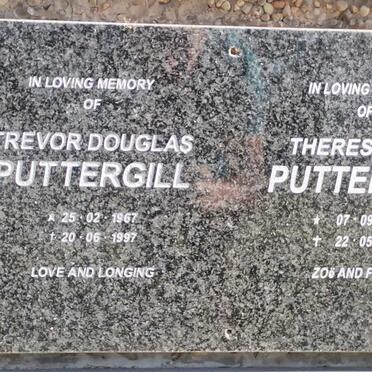 IN LOVING MEMORY
OF
TREVOR DOUGLAS
PUTTERGILL
★ 25 · 02 · 1967
† 20 · 06 · 1997
LOVE AND LONGING
IN LOVING
THERES
PUTTE
★ 07 · 09
† 22 · 05
ZOë AND